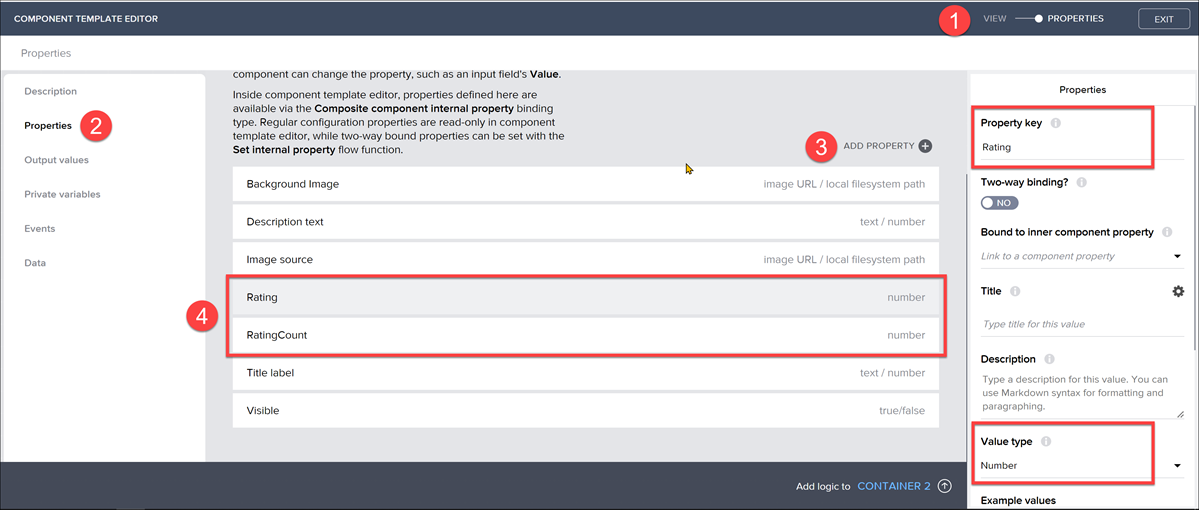 COMPONENT TEMPLATE EDITOR
1
VIEW
PROPERTIES
EXIT
Properties
Description
Properties
2
Output values
Private variables
Events
Data
component can change the property, such as an input field's Value.
Inside component template editor, properties defined here are
available via the Composite component internal property binding
type. Regular configuration properties are read-only in component
template editor, while two-way bound properties can be set with the
Set internal property flow function.
3
ADD PROPERTY
Background Image image URL / local filesystem path
Description text text / number
Image source image URL / local filesystem path
4
Rating number
RatingCount number
Title label text / number
Visible true/false
Add logic to CONTAINER 2
Properties
Property key
Rating
Two-way binding?
NO
Bound to inner component property
Link to a component property
Title
Type title for this value
Description
Type a description for this value. You can
use Markdown syntax for formatting and
paragraphing.
Value type
Number
Example values